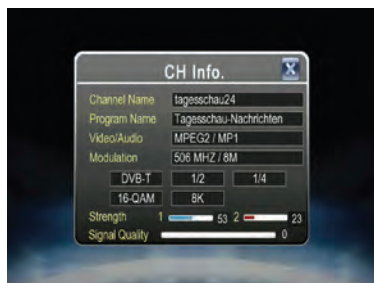 CH Info.
X
Channel Name tagesschau24
Program Name Tagesschau-Nachrichten
Video/Audio MPEG2 / MP1
Modulation 506 MHZ / 8M
DVB-T 1/2 1/4
16-QAM 8K
Strength 1 53 2 23
Signal Quality 0